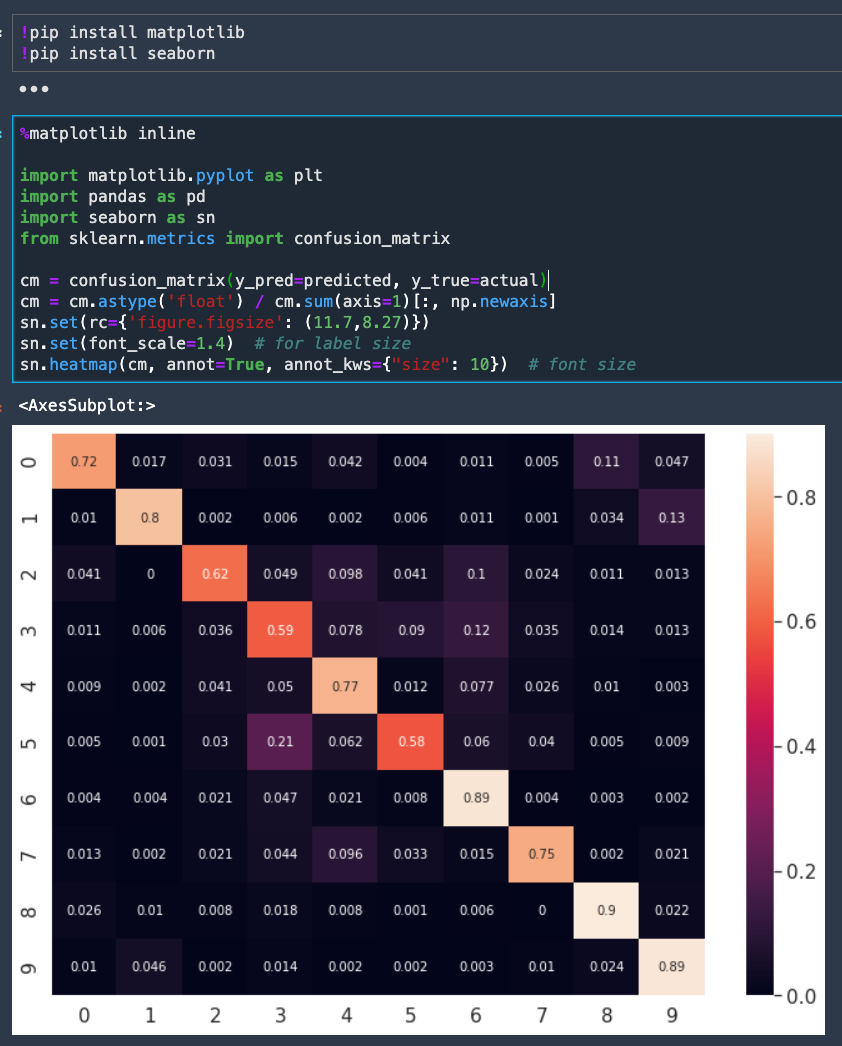 !pip install matplotlib
!pip install seaborn
•••
%matplotlib inline
import matplotlib.pyplot as plt
import pandas as pd
import seaborn as sn
from sklearn.metrics import confusion_matrix
cm = confusion_matrix(y_pred=predicted, y_true=actual)
cm = cm.astype('float') / cm.sum(axis=1)[:, np.newaxis]
sn.set(rc={'figure.figsize': (11.7,8.27)})
sn.set(font_scale=1.4)  # for label size
sn.heatmap(cm, annot=True, annot_kws={"size": 10})  # font size
<AxesSubplot:>
0 0.72 0.017 0.031 0.015 0.042 0.004 0.011 0.005 0.11 0.047
1 0.01 0.8 0.002 0.006 0.002 0.006 0.011 0.001 0.034 0.13
2 0.041 0 0.62 0.049 0.098 0.041 0.1 0.024 0.011 0.013
3 0.011 0.006 0.036 0.59 0.078 0.09 0.12 0.035 0.014 0.013
4 0.009 0.002 0.041 0.05 0.77 0.012 0.077 0.026 0.01 0.003
5 0.005 0.001 0.03 0.21 0.062 0.58 0.06 0.04 0.005 0.009
6 0.004 0.004 0.021 0.047 0.021 0.008 0.89 0.004 0.003 0.002
7 0.013 0.002 0.021 0.044 0.096 0.033 0.015 0.75 0.002 0.021
8 0.026 0.01 0.008 0.018 0.008 0.001 0.006 0 0.9 0.022
9 0.01 0.046 0.002 0.014 0.002 0.002 0.003 0.01 0.024 0.89
0 1 2 3 4 5 6 7 8 9
0.8
0.6
0.4
0.2
0.0